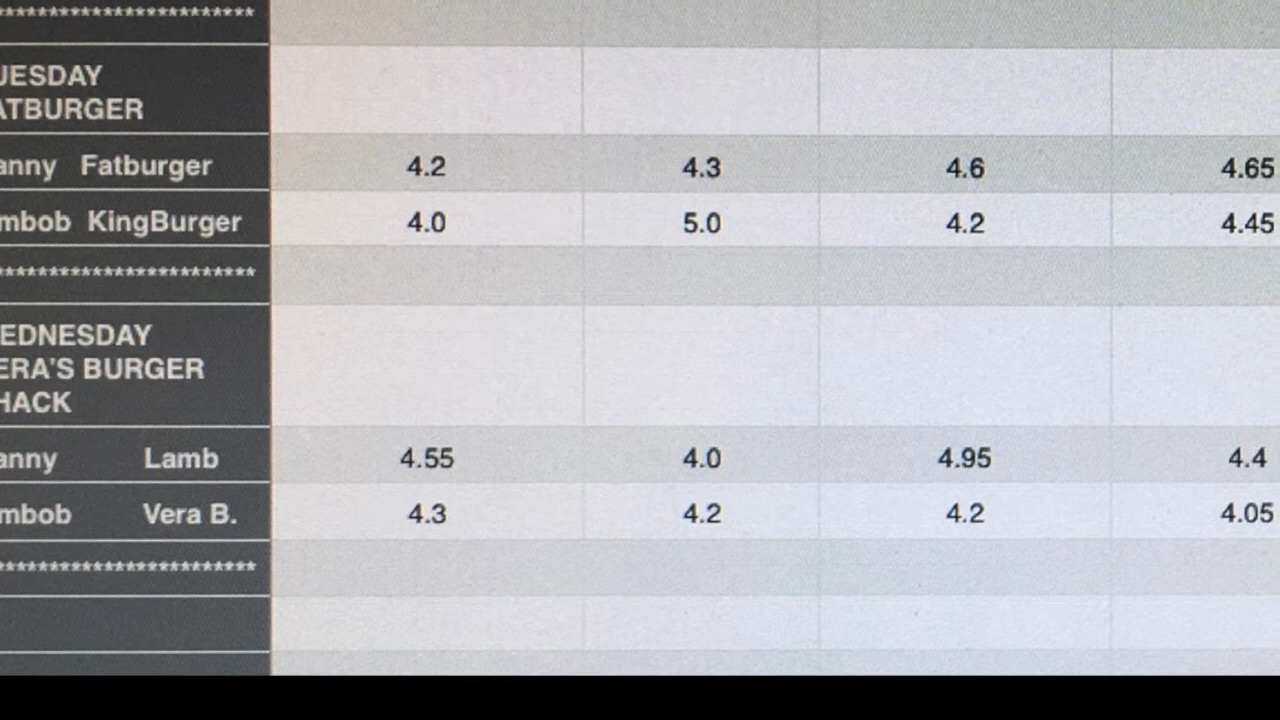 *************************
UESDAY
ATBURGER
anny Fatburger 4.2 4.3 4.6 4.65
mbob KingBurger 4.0 5.0 4.2 4.45
*************************
EDNESDAY
ERA'S BURGER
HACK
anny Lamb 4.55 4.0 4.95 4.4
mbob Vera B. 4.3 4.2 4.2 4.05
*************************